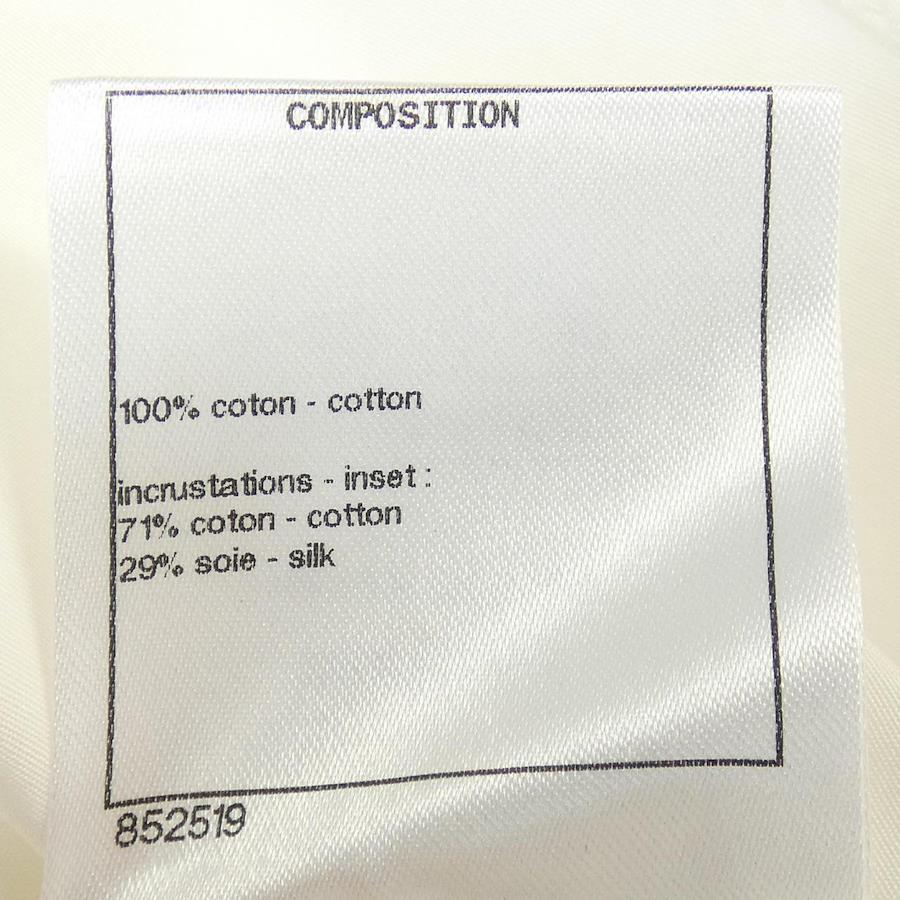 COMPOSITION
100% coton - cotton
incrustations - inset :
71% coton - cotton
29% soie - silk
852519